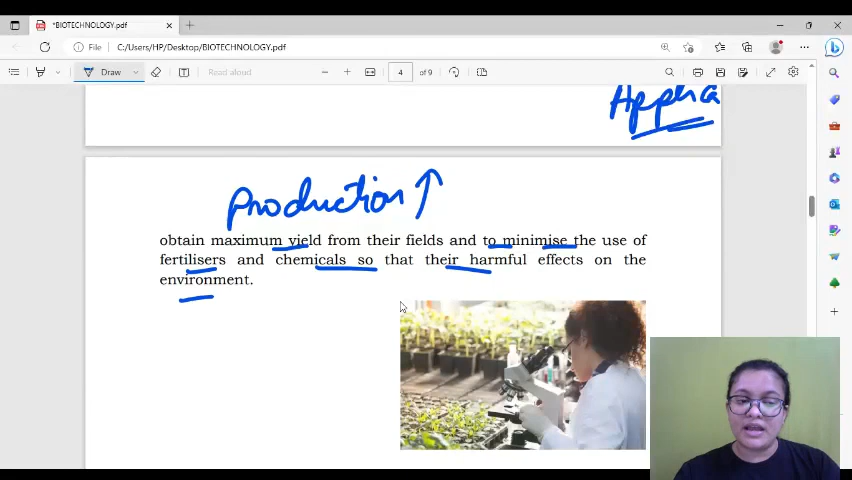 *BIOTECHNOLOGY.pdf
File C:/Users/HP/Desktop/BIOTECHNOLOGY.pdf
Draw Read aloud 4 of 9
Production ↑
obtain maximum yield from their fields and to minimise the use of
fertilisers and chemicals so that their harmful effects on the
environment.